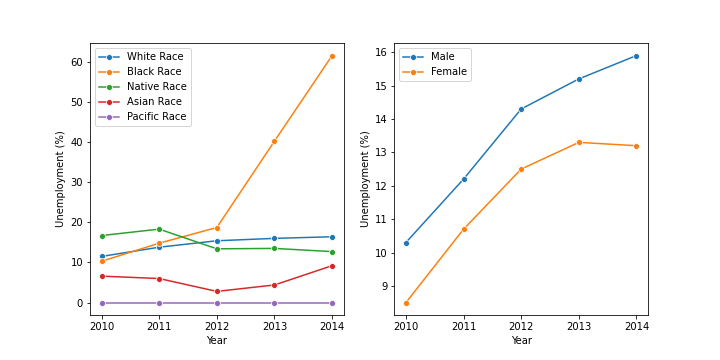 White Race
Black Race
Native Race
Asian Race
Pacific Race
60
50
40
30
20
10
0
Unemployment (%)
2010 2011 2012 2013 2014
Year
Male
Female
16
15
14
13
12
11
10
9
Unemployment (%)
2010 2011 2012 2013 2014
Year